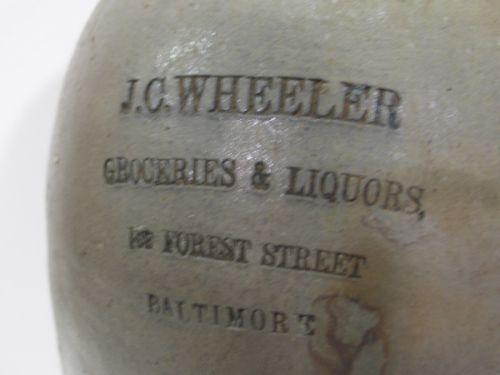 J.C. WHEELER
GROCERIES & LIQUORS,
FOREST STREET
BALTIMORE